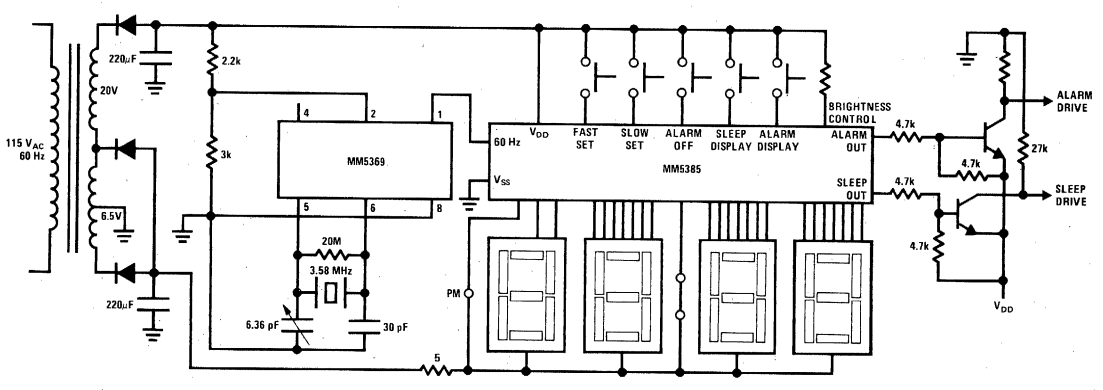 220μF
20V
115 VAC
60 Hz
6.5V
220μF
2.2k
3k
4
2
1
MM5369
5
6
8
20M
3.58 MHz
6.36 pF
30 pF
60 Hz
VDD
FAST
SET
SLOW
SET
ALARM
OFF
SLEEP
DISPLAY
ALARM
DISPLAY
BRIGHTNESS
CONTROL
ALARM
OUT
VSS
MM5385
SLEEP
OUT
PM
5
4.7k
4.7k
4.7k
4.7k
27k
ALARM
DRIVE
SLEEP
DRIVE
VDD